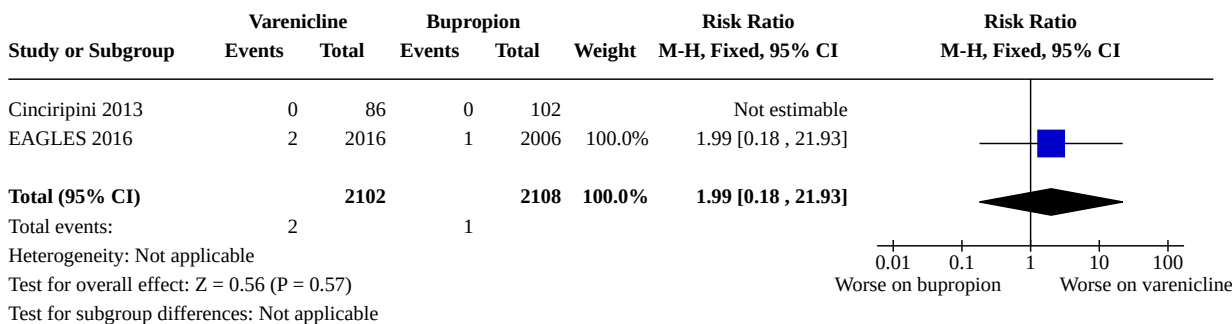 Varenicline Bupropion Risk Ratio Risk Ratio
Study or Subgroup Events Total Events Total Weight M-H, Fixed, 95% CI M-H, Fixed, 95% CI
Cinciripini 2013 0 86 0 102 Not estimable
EAGLES 2016 2 2016 1 2006 100.0% 1.99 [0.18 , 21.93]
Total (95% CI) 2102 2108 100.0% 1.99 [0.18 , 21.93]
Total events: 2 1
Heterogeneity: Not applicable
0.01 0.1 1 10 100
Test for overall effect: Z = 0.56 (P = 0.57)
Worse on bupropion Worse on varenicline
Test for subgroup differences: Not applicable